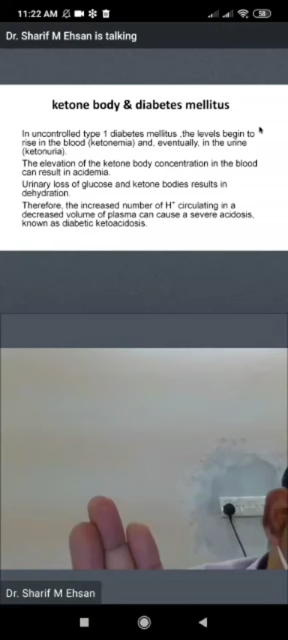 11:22 AM
58
Dr. Sharif M Ehsan is talking
ketone body & diabetes mellitus
In uncontrolled type 1 diabetes mellitus ,the levels begin to
rise in the blood (ketonemia) and, eventually, in the urine
(ketonuria).
The elevation of the ketone body concentration in the blood
can result in acidemia.
Urinary loss of glucose and ketone bodies results in
dehydration.
Therefore, the increased number of H⁺ circulating in a
decreased volume of plasma can cause a severe acidosis,
known as diabetic ketoacidosis.
Dr. Sharif M Ehsan